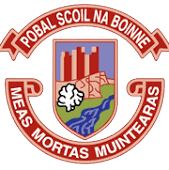 POBAL SCOIL NA BOINNE
MEAS MORTAS MUINTEARAS